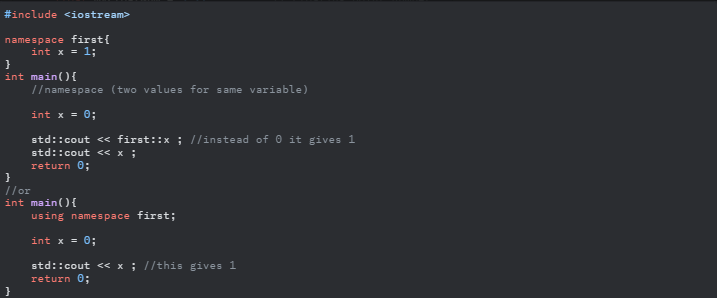 #include <iostream>
namespace first{
    int x = 1;
}
int main(){
    //namespace (two values for same variable)
    int x = 0;
    std::cout << first::x ; //instead of 0 it gives 1
    std::cout << x ;
    return 0;
}
//or
int main(){
    using namespace first;
    int x = 0;
    std::cout << x ; //this gives 1
    return 0;
}